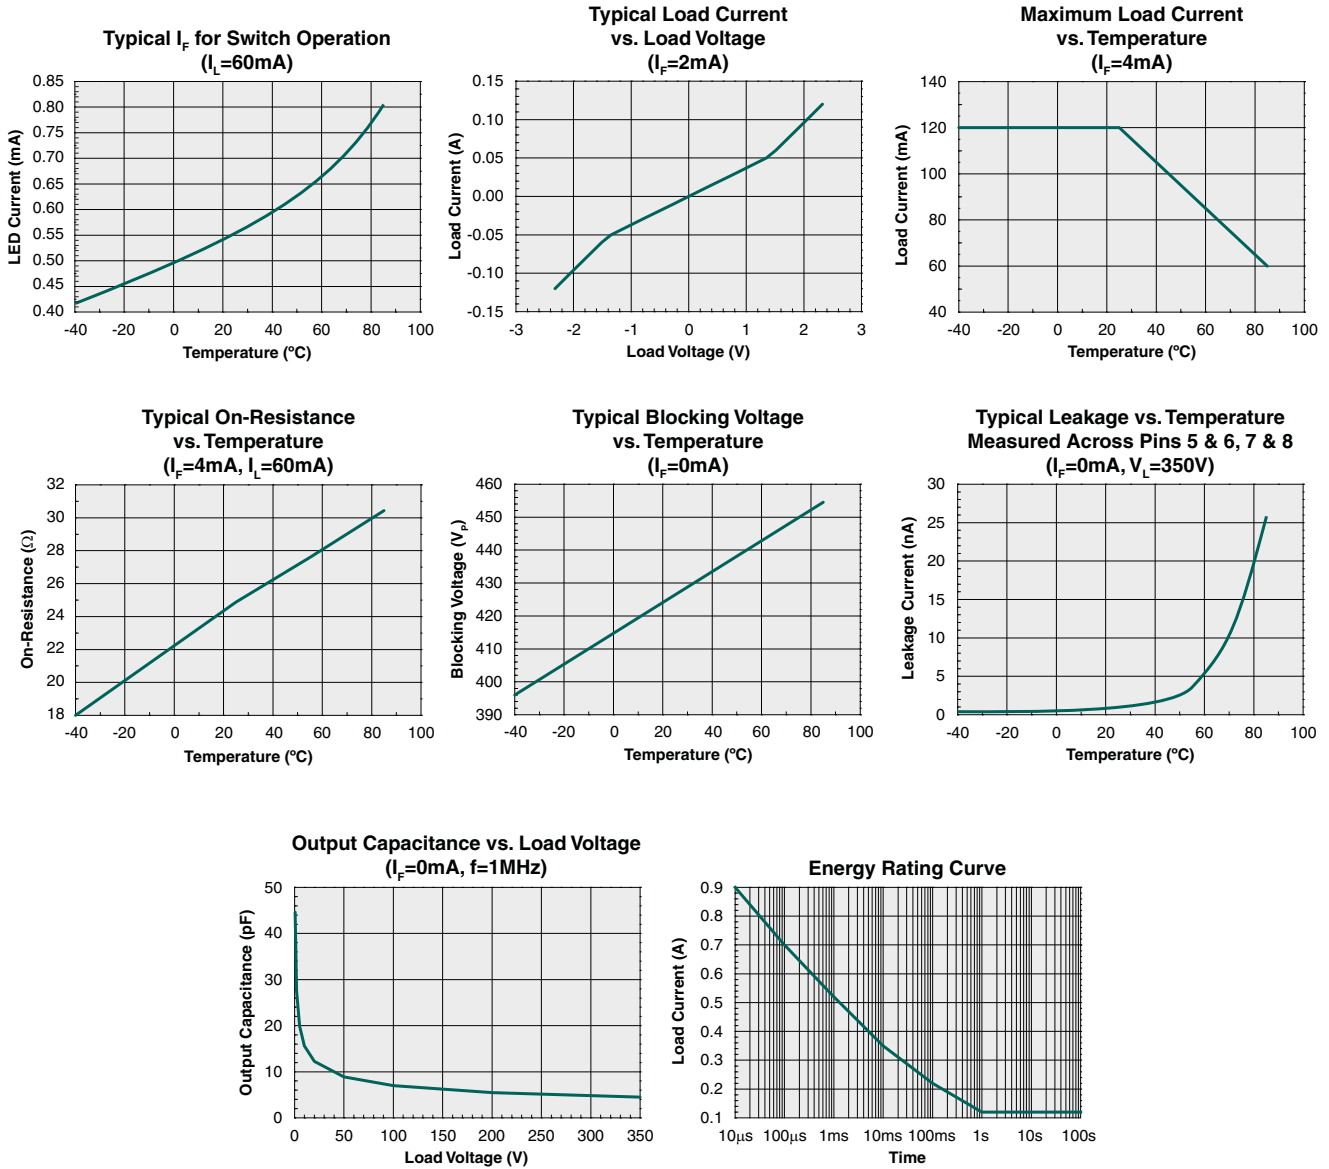 Typical IF for Switch Operation
(IL=60mA)
0.85
0.80
0.75
0.70
0.65
0.60
0.55
0.50
0.45
0.40
LED Current (mA)
-40 -20 0 20 40 60 80 100
Temperature (ºC)
Typical Load Current
vs. Load Voltage
(IF=2mA)
0.15
0.10
0.05
0.00
-0.05
-0.10
-0.15
Load Current (A)
-3 -2 -1 0 1 2 3
Load Voltage (V)
Maximum Load Current
vs. Temperature
(IF=4mA)
140
120
100
80
60
40
Load Current (mA)
-40 -20 0 20 40 60 80 100
Temperature (ºC)
Typical On-Resistance
vs. Temperature
(IF=4mA, IL=60mA)
32
30
28
26
24
22
20
18
On-Resistance (Ω)
-40 -20 0 20 40 60 80 100
Temperature (ºC)
Typical Blocking Voltage
vs. Temperature
(IF=0mA)
460
450
440
430
420
410
400
390
Blocking Voltage (VP)
-40 -20 0 20 40 60 80 100
Temperature (ºC)
Typical Leakage vs. Temperature
Measured Across Pins 5 & 6, 7 & 8
(IF=0mA, VL=350V)
30
25
20
15
10
5
0
Leakage Current (nA)
-40 -20 0 20 40 60 80 100
Temperature (ºC)
Output Capacitance vs. Load Voltage
(IF=0mA, f=1MHz)
50
40
30
20
10
0
Output Capacitance (pF)
0 50 100 150 200 250 300 350
Load Voltage (V)
Energy Rating Curve
0.9
0.8
0.7
0.6
0.5
0.4
0.3
0.2
0.1
Load Current (A)
10μs 100μs 1ms 10ms 100ms 1s 10s 100s
Time